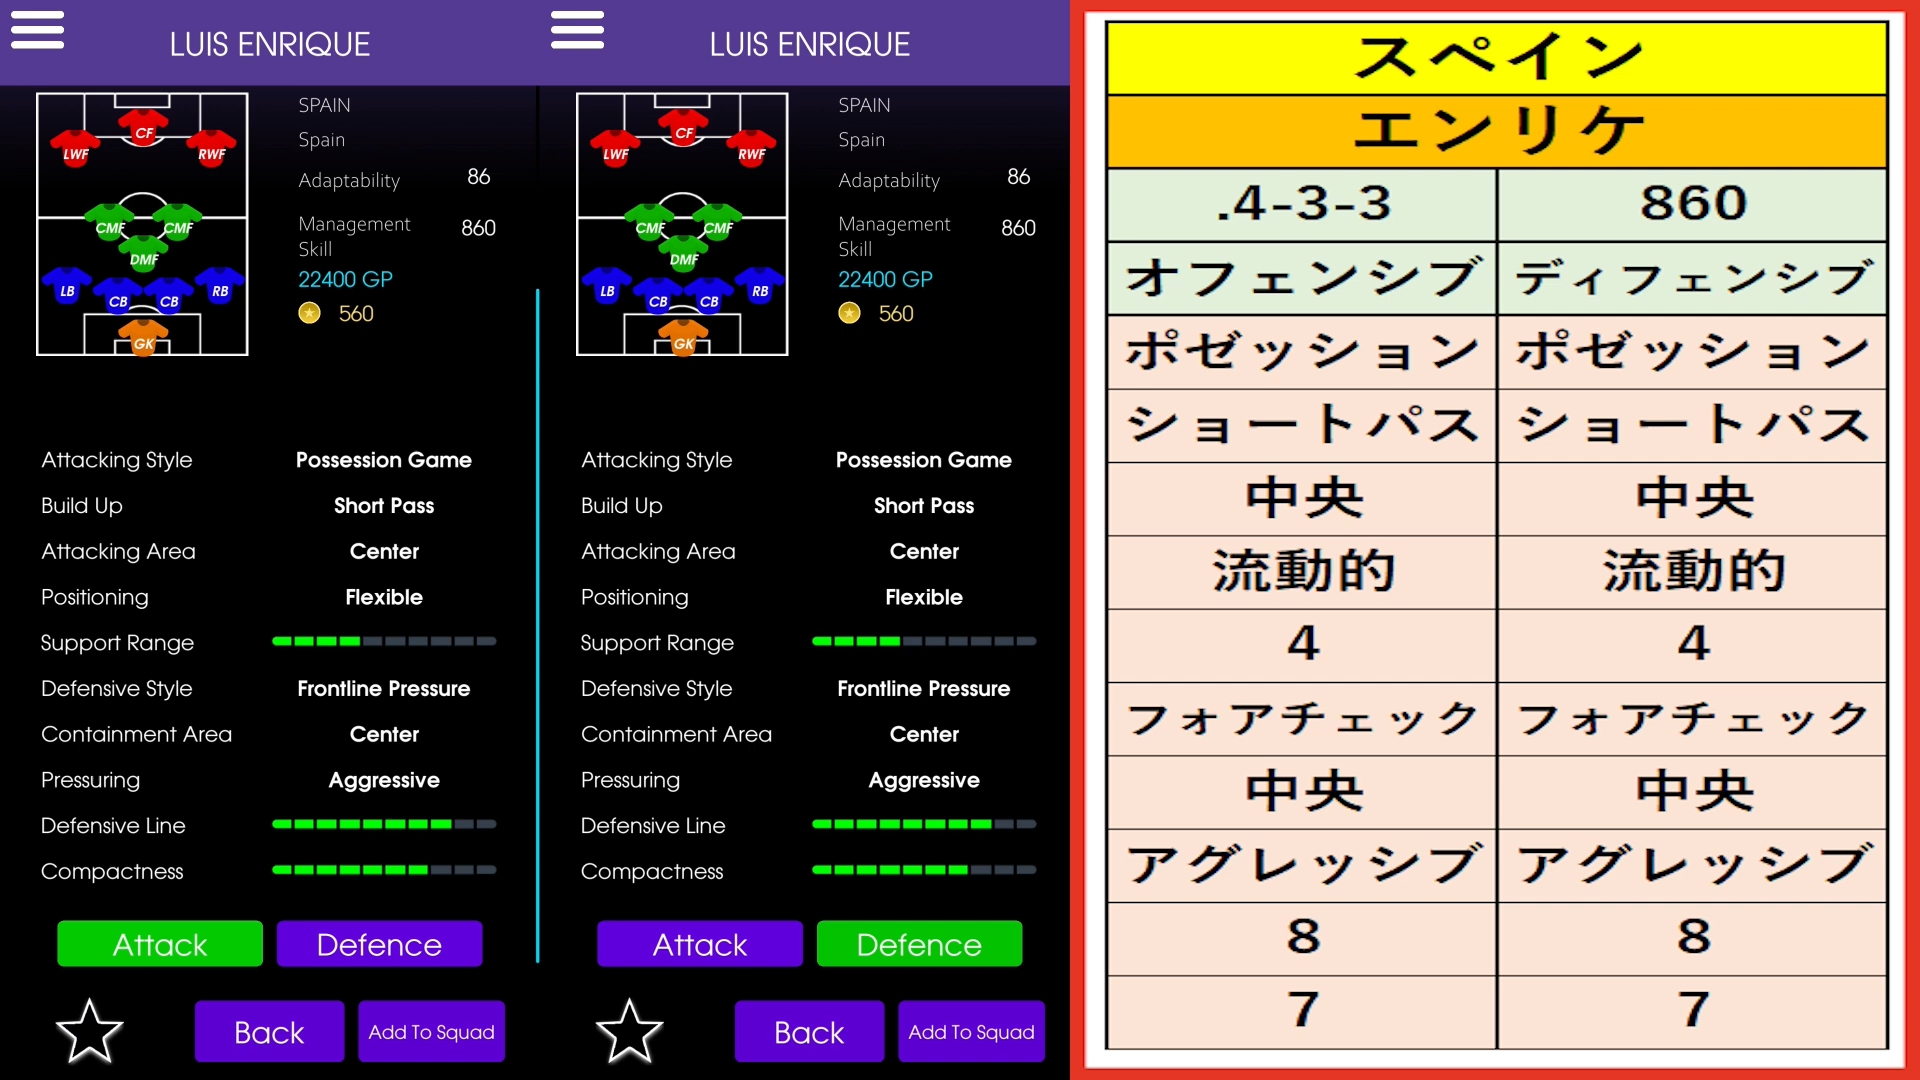 LUIS ENRIQUE
CF
LWF RWF
CMF CMF
DMF
LB CB CB RB
GK
SPAIN
Spain
Adaptability 86
Management Skill 860
22400 GP
560
Attacking Style Possession Game
Build Up Short Pass
Attacking Area Center
Positioning Flexible
Support Range
Defensive Style Frontline Pressure
Containment Area Center
Pressuring Aggressive
Defensive Line
Compactness
Attack Defence
Back Add To Squad
LUIS ENRIQUE
CF
LWF RWF
CMF CMF
DMF
LB CB CB RB
GK
SPAIN
Spain
Adaptability 86
Management Skill 860
22400 GP
560
Attacking Style Possession Game
Build Up Short Pass
Attacking Area Center
Positioning Flexible
Support Range
Defensive Style Frontline Pressure
Containment Area Center
Pressuring Aggressive
Defensive Line
Compactness
Attack Defence
Back Add To Squad
スペイン
エンリケ
.4-3-3 860
オフェンシブ ディフェンシブ
ポゼッション ポゼッション
ショートパス ショートパス
中央 中央
流動的 流動的
4 4
フォアチェック フォアチェック
中央 中央
アグレッシブ アグレッシブ
8 8
7 7